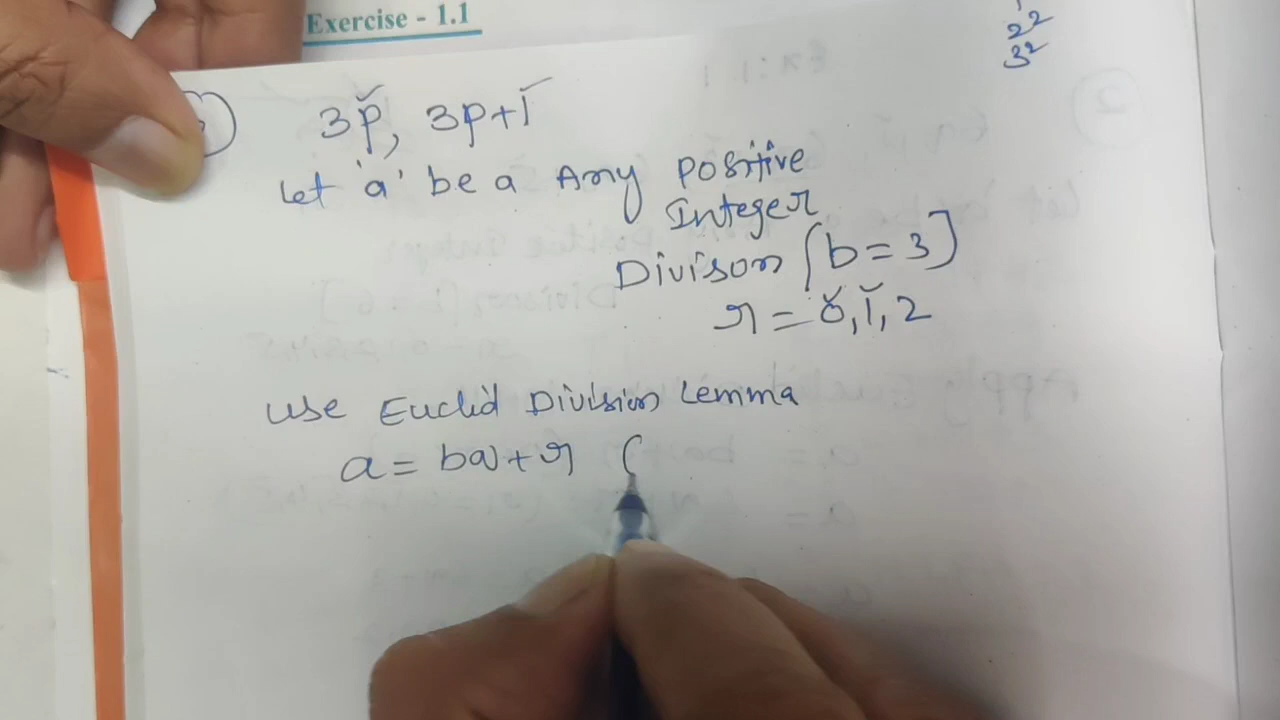 Exercise - 1.1
2²
3²
3p, 3p+1
Let 'a' be a Any Positive
Integer
Divison [b=3]
r = 0, 1, 2
Use Euclid Division Lemma
a = bq + r (